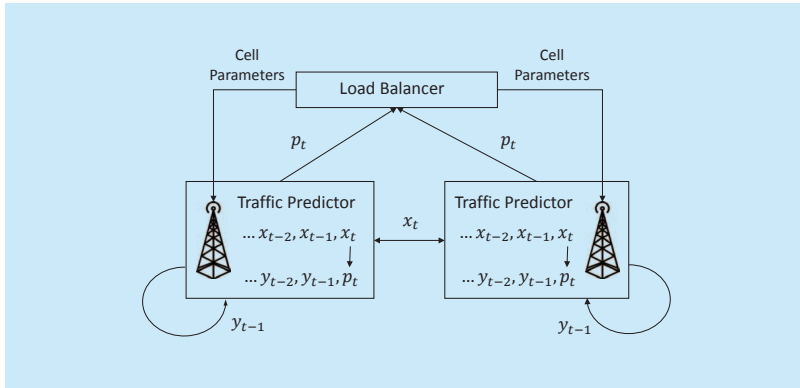 Cell
Parameters
Cell
Parameters
Load Balancer
p_t
p_t
Traffic Predictor
... x_{t-2}, x_{t-1}, x_t
... y_{t-2}, y_{t-1}, p_t
x_t
Traffic Predictor
... x_{t-2}, x_{t-1}, x_t
... y_{t-2}, y_{t-1}, p_t
y_{t-1}
y_{t-1}